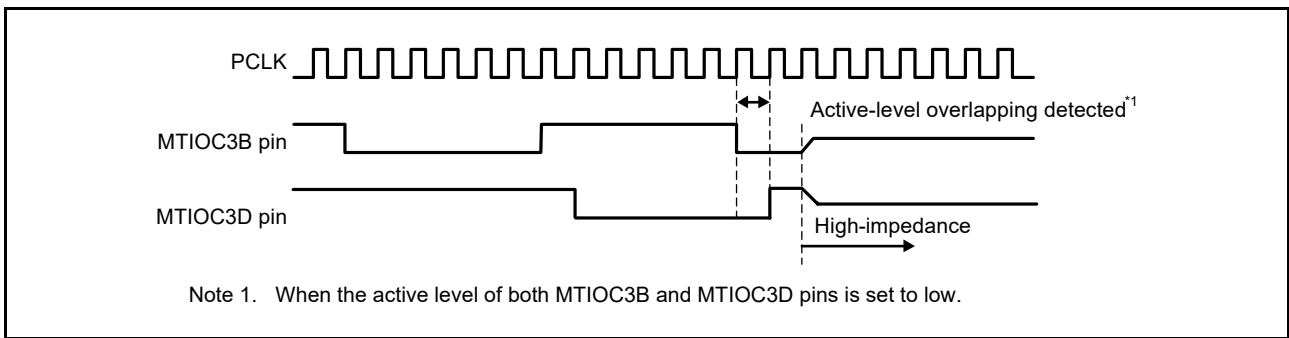 PCLK
Active-level overlapping detected*1
MTIOC3B pin
MTIOC3D pin
High-impedance
Note 1. When the active level of both MTIOC3B and MTIOC3D pins is set to low.